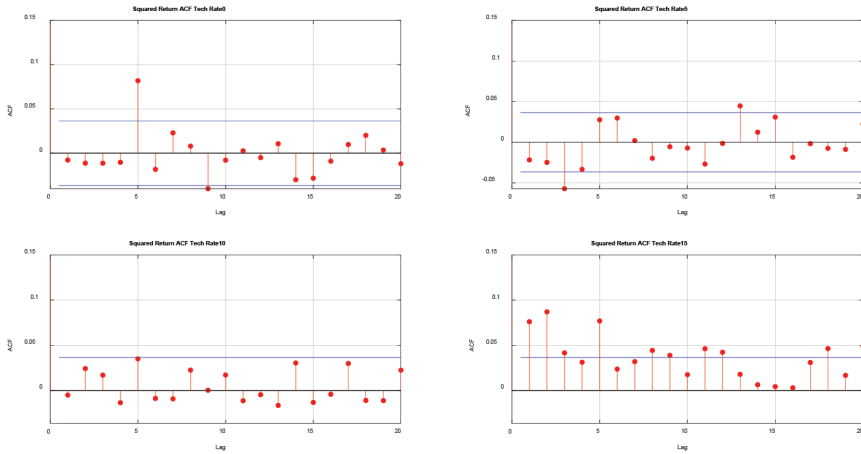 Squared Return ACF Tech Rate0
0.15
0.1
0.05
0
ACF
0 5 10 15 20
Lag
Squared Return ACF Tech Rate5
0.15
0.1
0.05
0
-0.05
ACF
0 5 10 15 20
Lag
Squared Return ACF Tech Rate10
0.15
0.1
0.05
0
ACF
0 5 10 15 20
Lag
Squared Return ACF Tech Rate15
0.15
0.1
0.05
0
ACF
0 5 10 15 20
Lag